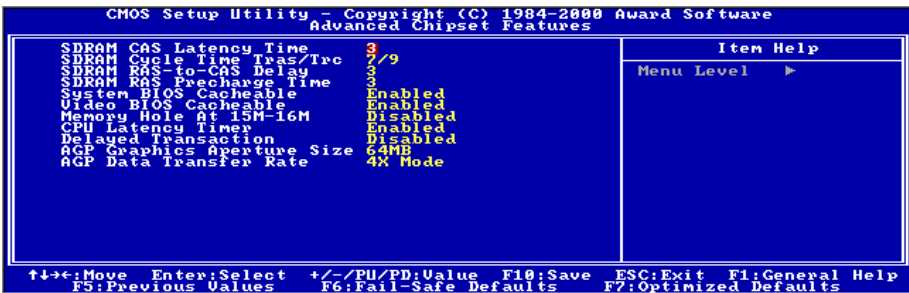 CMOS Setup Utility - Copyright (C) 1984-2000 Award Software
Advanced Chipset Features
SDRAM CAS Latency Time 3
SDRAM Cycle Time Tras/Trc 7/9
SDRAM RAS-to-CAS Delay 3
SDRAM RAS Precharge Time 3
System BIOS Cacheable Enabled
Video BIOS Cacheable Enabled
Memory Hole At 15M-16M Disabled
CPU Latency Timer Enabled
Delayed Transaction Disabled
AGP Graphics Aperture Size 64MB
AGP Data Transfer Rate 4X Mode
Item Help
Menu Level ►
↑↓→←:Move Enter:Select +/-/PU/PD:Value F10:Save ESC:Exit F1:General Help
F5:Previous Values F6:Fail-Safe Defaults F7:Optimized Defaults